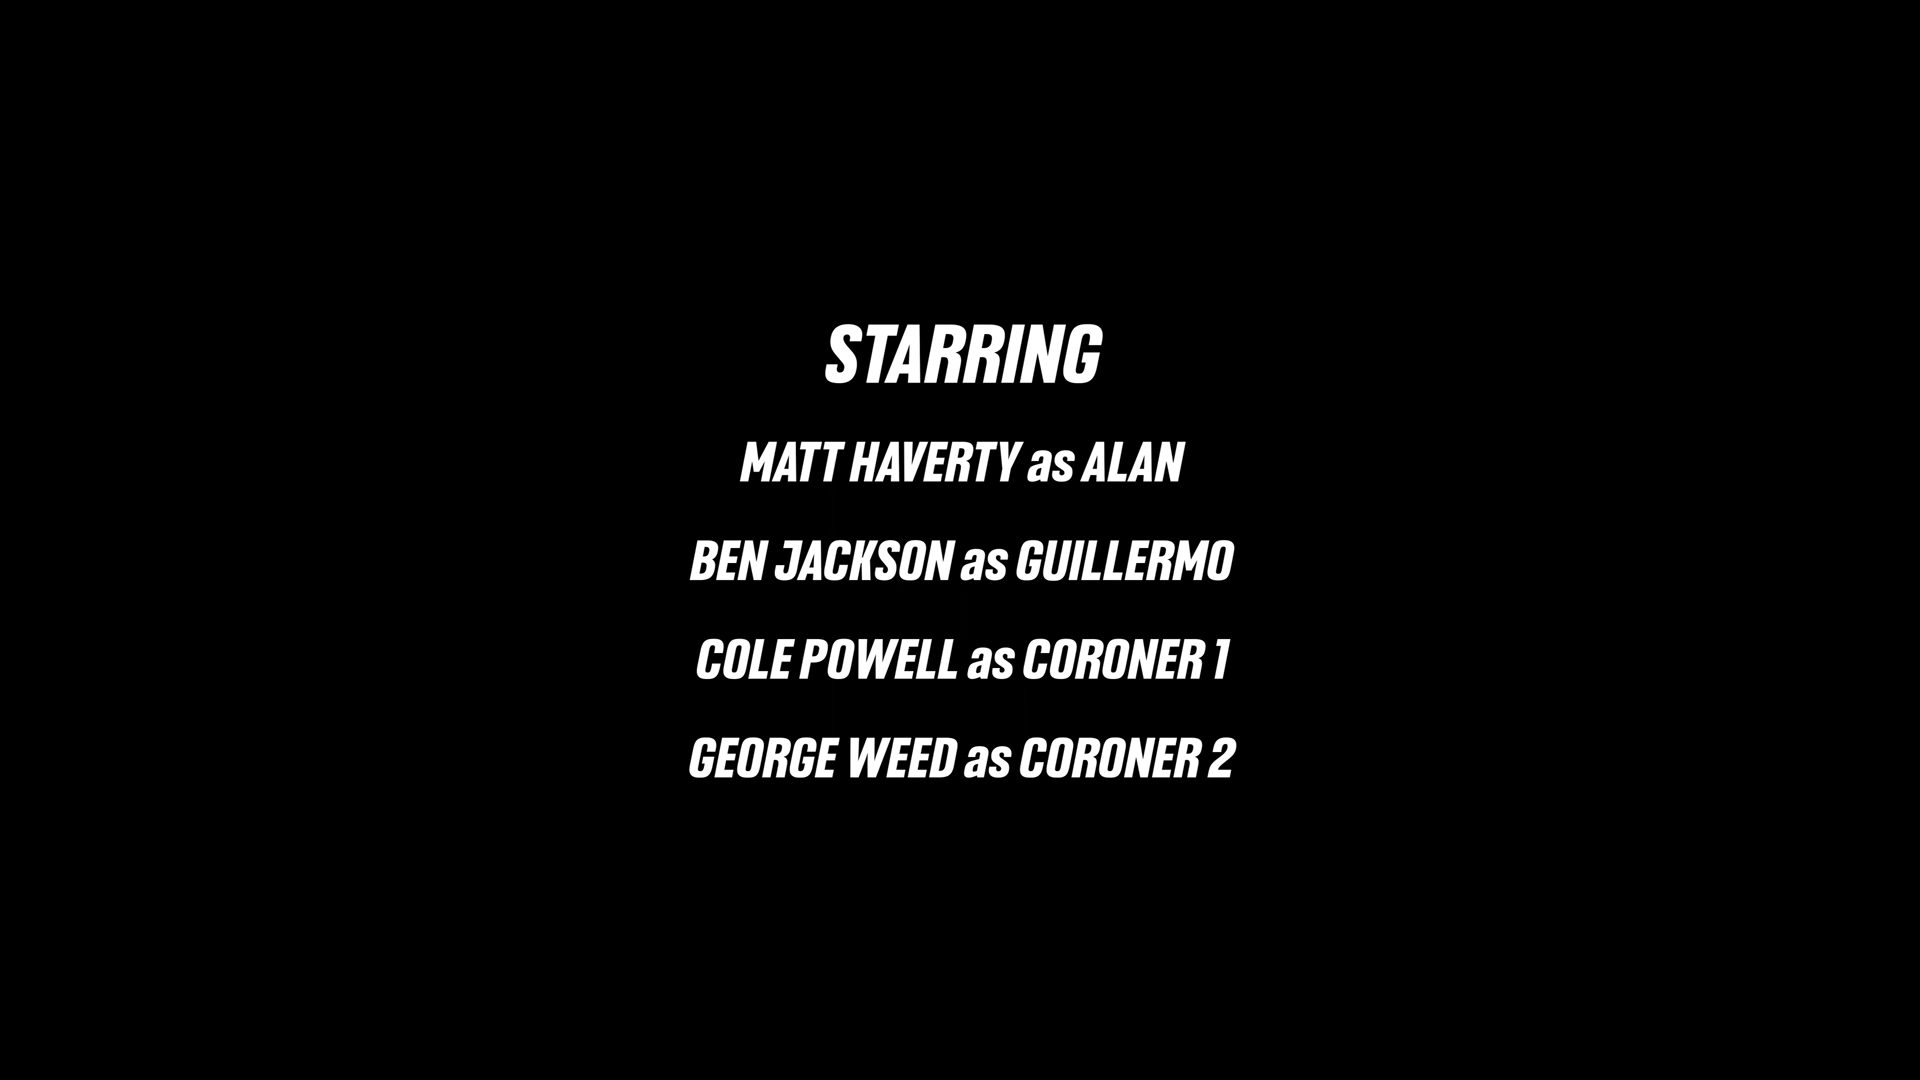 STARRING
MATT HAVERTY as ALAN
BEN JACKSON as GUILLERMO
COLE POWELL as CORONER 1
GEORGE WEED as CORONER 2